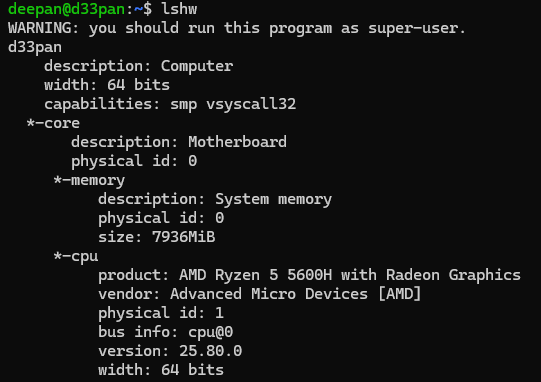 deepan@d33pan:~$ lshw
WARNING: you should run this program as super-user.
d33pan
    description: Computer
    width: 64 bits
    capabilities: smp vsyscall32
  *-core
       description: Motherboard
       physical id: 0
     *-memory
          description: System memory
          physical id: 0
          size: 7936MiB
     *-cpu
          product: AMD Ryzen 5 5600H with Radeon Graphics
          vendor: Advanced Micro Devices [AMD]
          physical id: 1
          bus info: cpu@0
          version: 25.80.0
          width: 64 bits